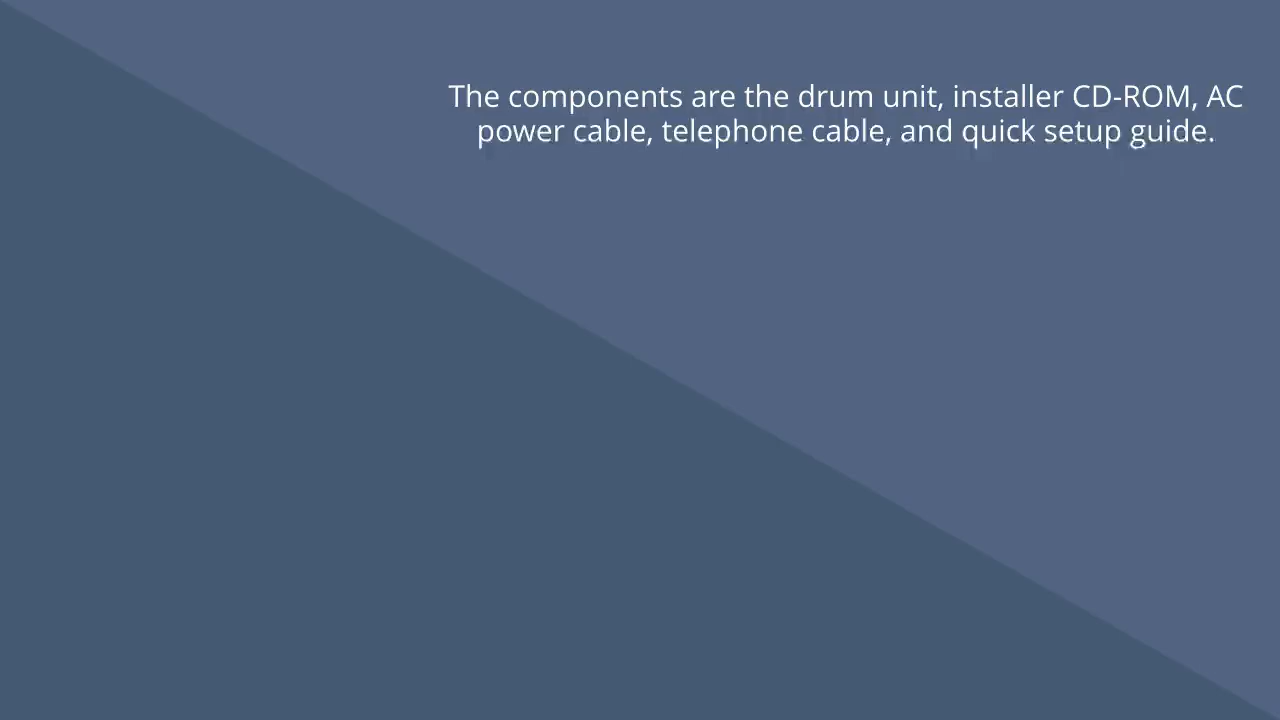 The components are the drum unit, installer CD-ROM, AC
power cable, telephone cable, and quick setup guide.